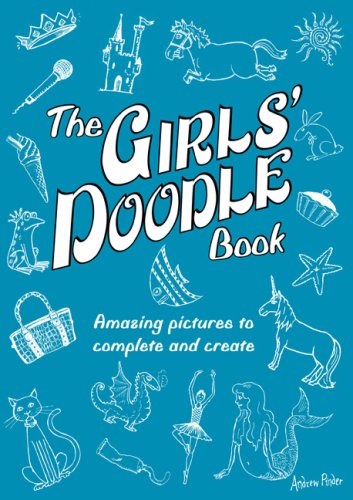 The
GIRLS'
DOODLE
Book
Amazing pictures to
complete and create
Andrew Pinder